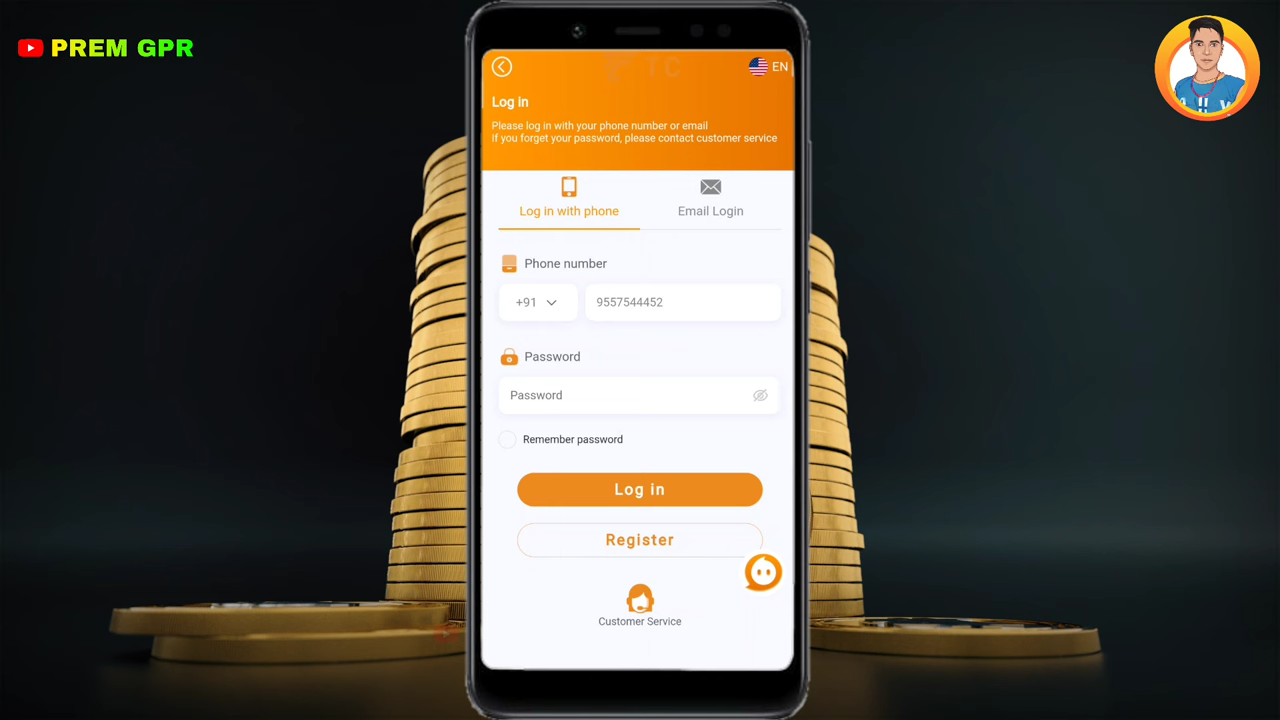 PREM GPR
TC
EN
Log in
Please log in with your phone number or email
If you forget your password, please contact customer service
Log in with phone
Email Login
Phone number
+91
9557544452
Password
Password
Remember password
Log in
Register
Customer Service